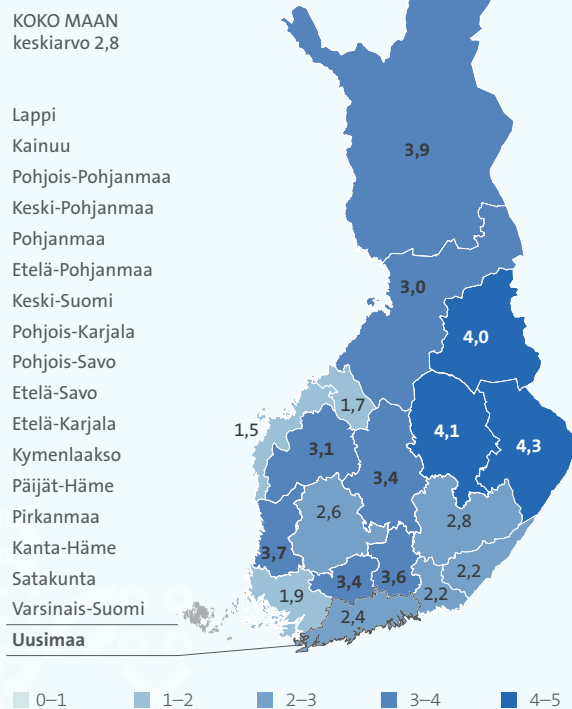 KOKO MAAN
keskiarvo 2,8
Lappi
Kainuu
Pohjois-Pohjanmaa
Keski-Pohjanmaa
Pohjanmaa
Etelä-Pohjanmaa
Keski-Suomi
Pohjois-Karjala
Pohjois-Savo
Etelä-Savo
Etelä-Karjala
Kymenlaakso
Päijät-Häme
Pirkanmaa
Kanta-Häme
Satakunta
Varsinais-Suomi
Uusimaa
3,9
3,0
4,0
1,7
1,5
4,1
3,1
4,3
3,4
2,6
2,8
3,7
2,2
3,4
3,6
1,9
2,2
2,4
0–1
1–2
2–3
3–4
4–5